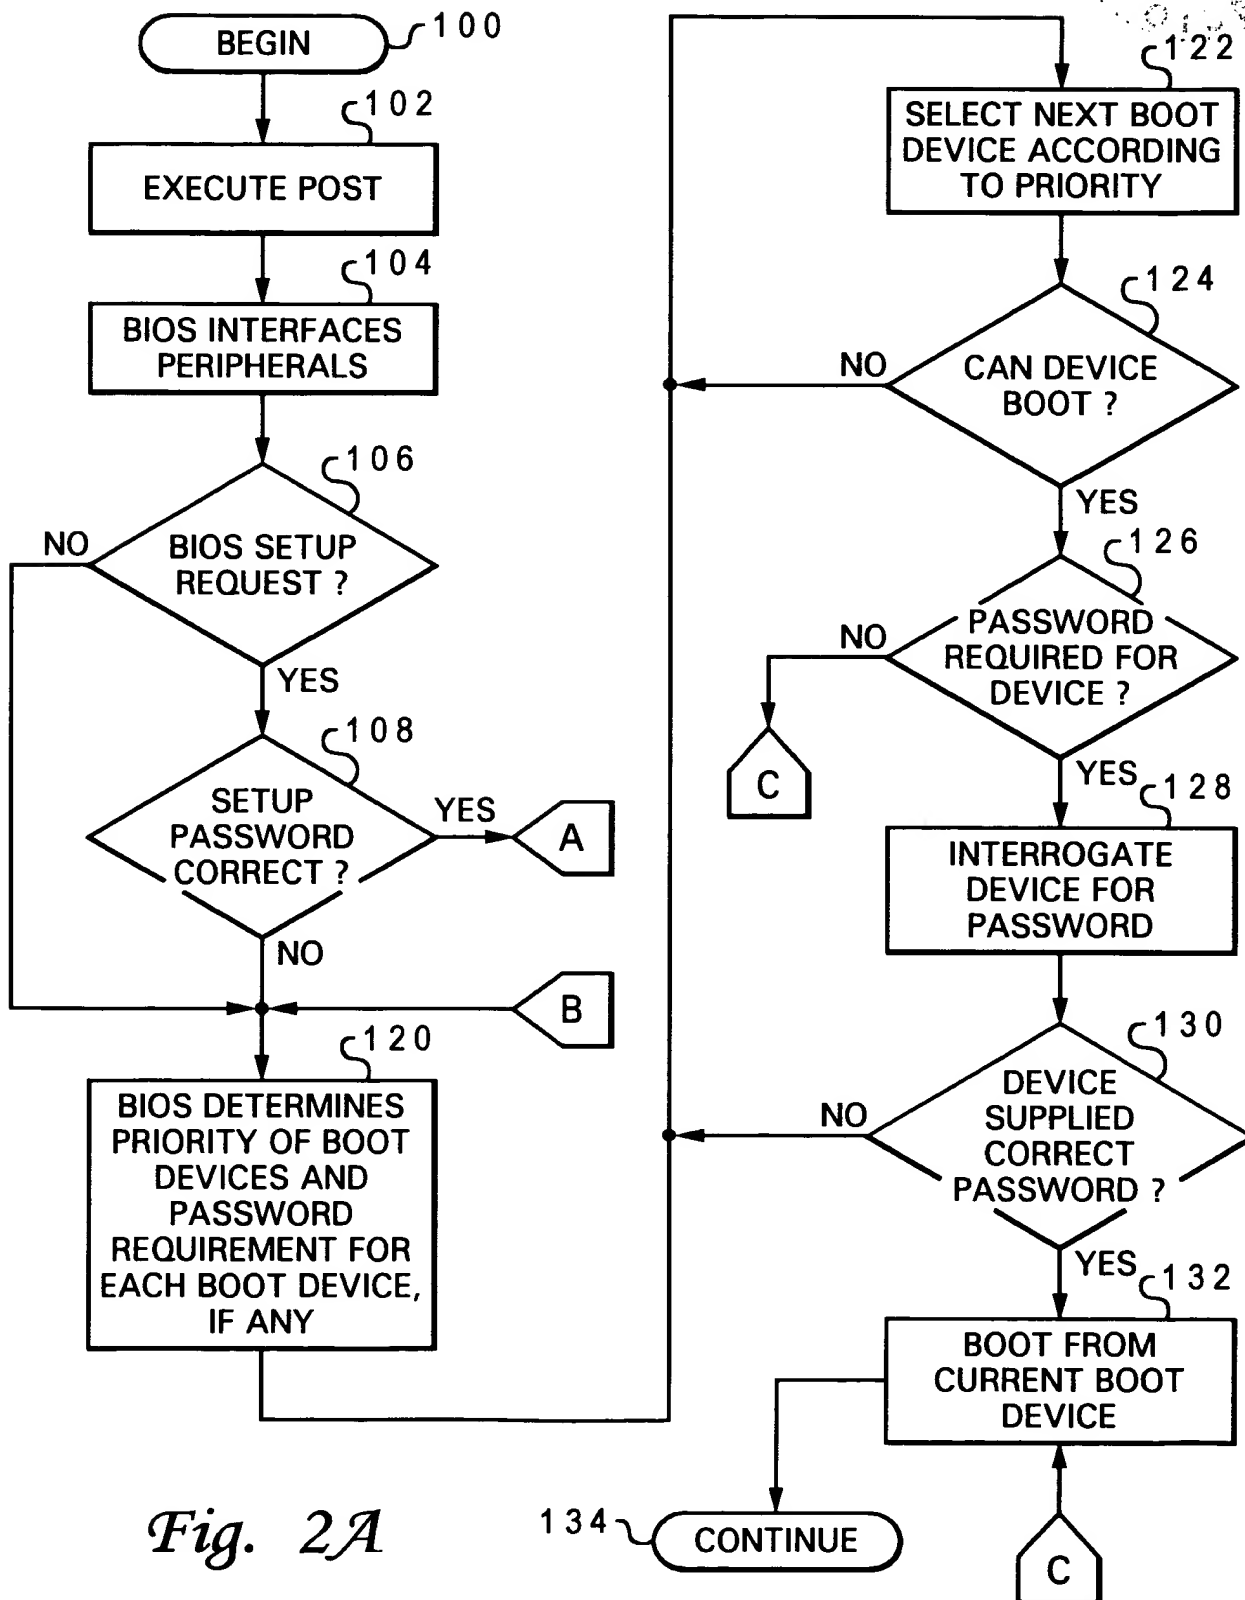 BEGIN
100
102
EXECUTE POST
104
BIOS INTERFACES
PERIPHERALS
106
NO
BIOS SETUP
REQUEST ?
YES
108
SETUP
PASSWORD
CORRECT ?
YES
A
NO
B
120
BIOS DETERMINES
PRIORITY OF BOOT
DEVICES AND
PASSWORD
REQUIREMENT FOR
EACH BOOT DEVICE,
IF ANY
122
SELECT NEXT BOOT
DEVICE ACCORDING
TO PRIORITY
124
NO
CAN DEVICE
BOOT ?
YES
126
NO
PASSWORD
REQUIRED FOR
DEVICE ?
C
YES
128
INTERROGATE
DEVICE FOR
PASSWORD
130
NO
DEVICE
SUPPLIED
CORRECT
PASSWORD ?
YES
132
BOOT FROM
CURRENT BOOT
DEVICE
134
CONTINUE
C
Fig. 2A